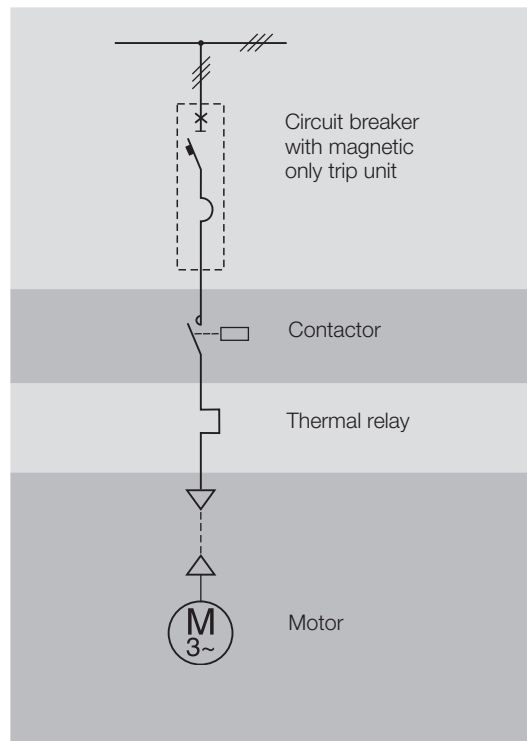 Circuit breaker
with magnetic
only trip unit
Contactor
Thermal relay
M
3~
Motor